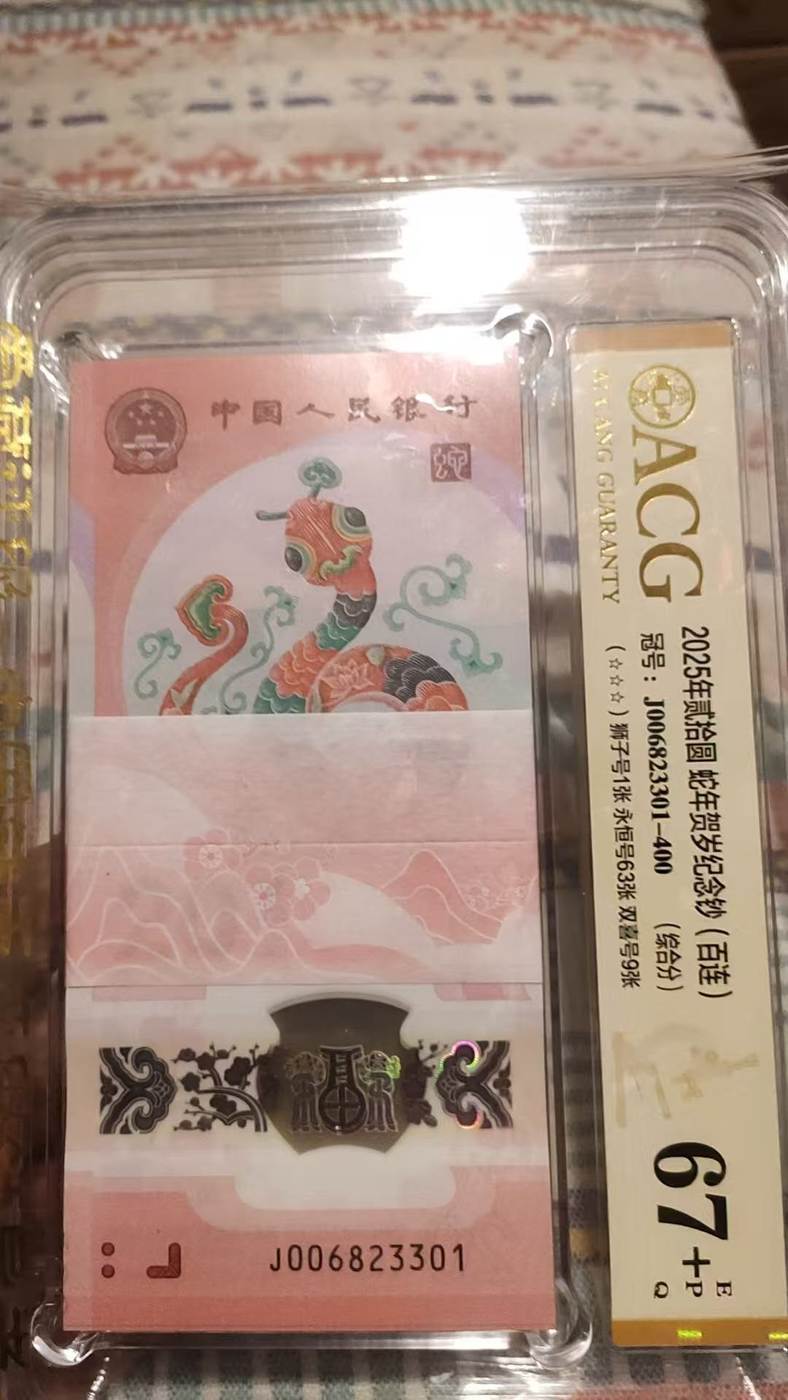 中国人民银行
蛇
J006823301
ACG
GUARANTY
2025年贰拾圆 蛇年贺岁纪念钞(百连)
冠号:J006823301-400 (综合分)
(☆☆☆)狮子号1张 永恒号63张 双喜号9张
67+
E
P
Q